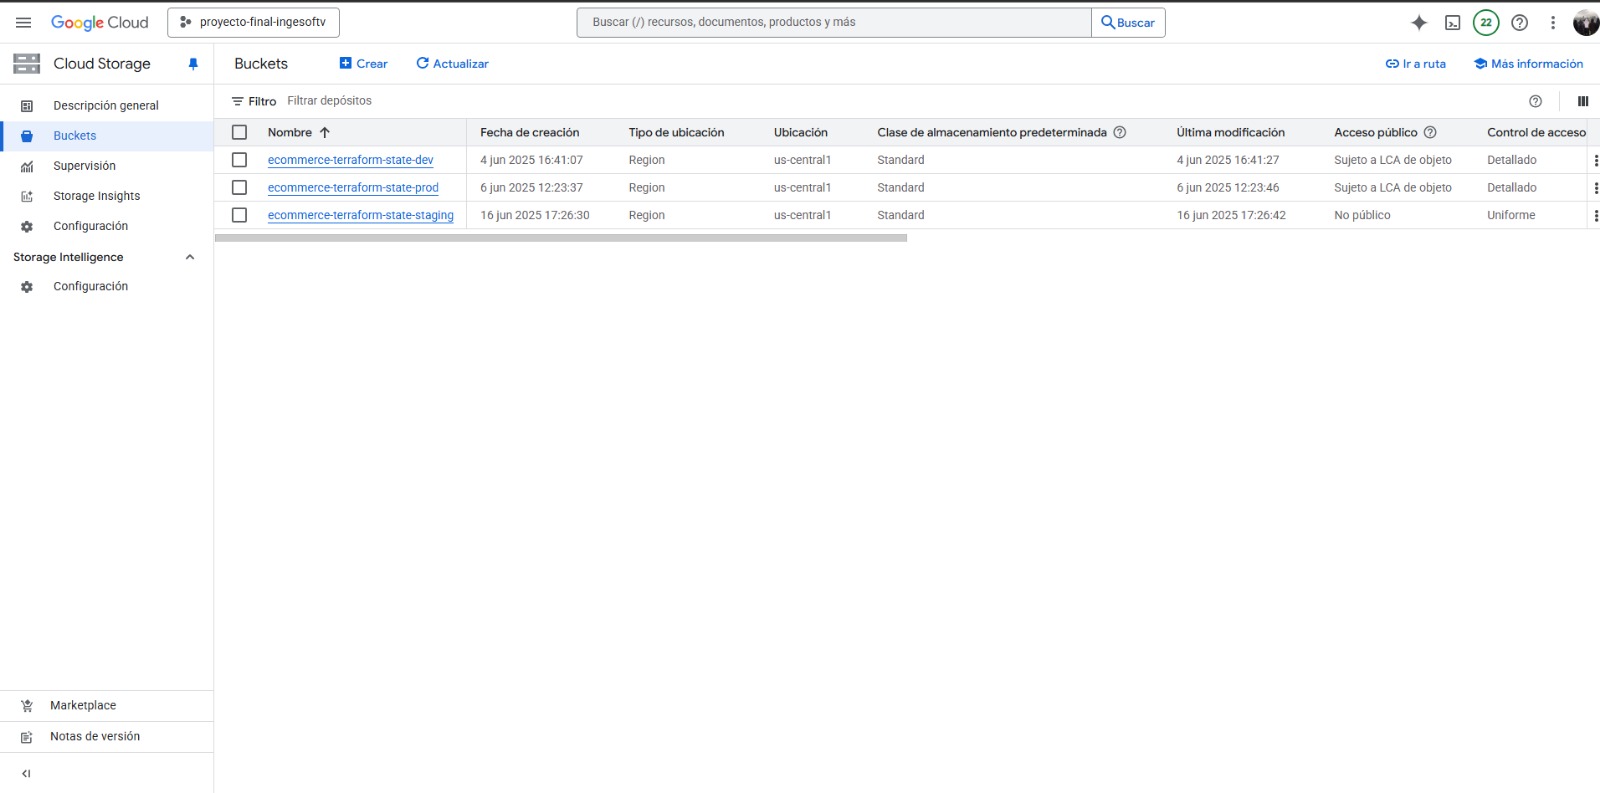 Google Cloud
proyecto-final-ingesoftv
Buscar (/) recursos, documentos, productos y más
Buscar
22
Cloud Storage
Buckets
Crear
Actualizar
Ir a ruta
Más información
Descripción general
Buckets
Supervisión
Storage Insights
Configuración
Storage Intelligence
Configuración
Marketplace
Notas de versión
Filtro Filtrar depósitos
Nombre Fecha de creación Tipo de ubicación Ubicación Clase de almacenamiento predeterminada Última modificación Acceso público Control de acceso
ecommerce-terraform-state-dev 4 jun 2025 16:41:07 Region us-central1 Standard 4 jun 2025 16:41:27 Sujeto a LCA de objeto Detallado
ecommerce-terraform-state-prod 6 jun 2025 12:23:37 Region us-central1 Standard 6 jun 2025 12:23:46 Sujeto a LCA de objeto Detallado
ecommerce-terraform-state-staging 16 jun 2025 17:26:30 Region us-central1 Standard 16 jun 2025 17:26:42 No público Uniforme